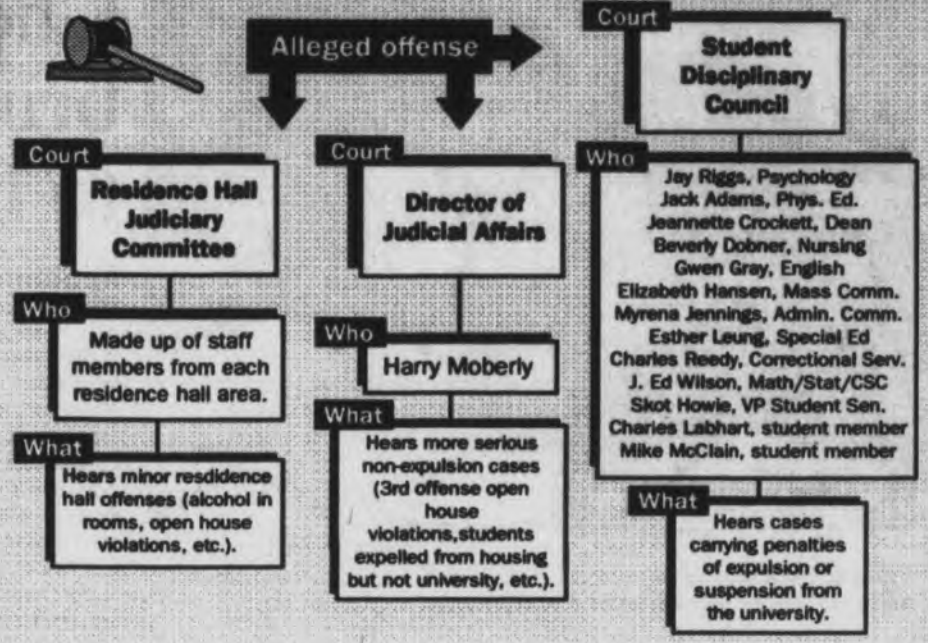 Alleged offense
Court
Residence Hall
Judiciary
Committee
Who
Made up of staff
members from each
residence hall area.
What
Hears minor resdidence
hall offenses (alcohol in
rooms, open house
violations, etc.).
Court
Director of
Judicial Affairs
Who
Harry Moberly
What
Hears more serious
non-expulsion cases
(3rd offense open
house
violations,students
expelled from housing
but not university, etc.).
Court
Student
Disciplinary
Council
Who
Jay Riggs, Psychology
Jack Adams, Phys. Ed.
Jeannette Crockett, Dean
Beverly Dobner, Nursing
Gwen Gray, English
Elizabeth Hansen, Mass Comm.
Myrena Jennings, Admin. Comm.
Esther Leung, Special Ed
Charles Reedy, Correctional Serv.
J. Ed Wilson, Math/Stat/CSC
Skot Howie, VP Student Sen.
Charles Labhart, student member
Mike McClain, student member
What
Hears cases
carrying penalties
of expulsion or
suspension from
the university.